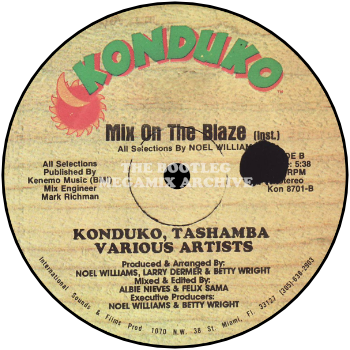 KONDUKO
TM
Mix On The Blaze (Inst.)
All Selections By NOEL WILLIAM
All Selections
Published By
Kenemo Music (BMI)
Mix Engineer
Mark Richman
DE B
: 5:38
RPM
Stereo
Kon 8701-B
THE BOOTLEG
MEGAMIX ARCHIVE
KONDUKO, TASHAMBA
VARIOUS ARTISTS
Produced & Arranged By:
NOEL WILLIAMS, LARRY DERMER & BETTY WRIGHT
Mixed & Edited By:
ALBIE NIEVES & FELIX SAMA
Executive Producers:
NOEL WILLIAMS & BETTY WRIGHT
International Sounds & Films Prod 1070 N.W. 38 St. Miami, Fl. 33127 (305) 638-2003